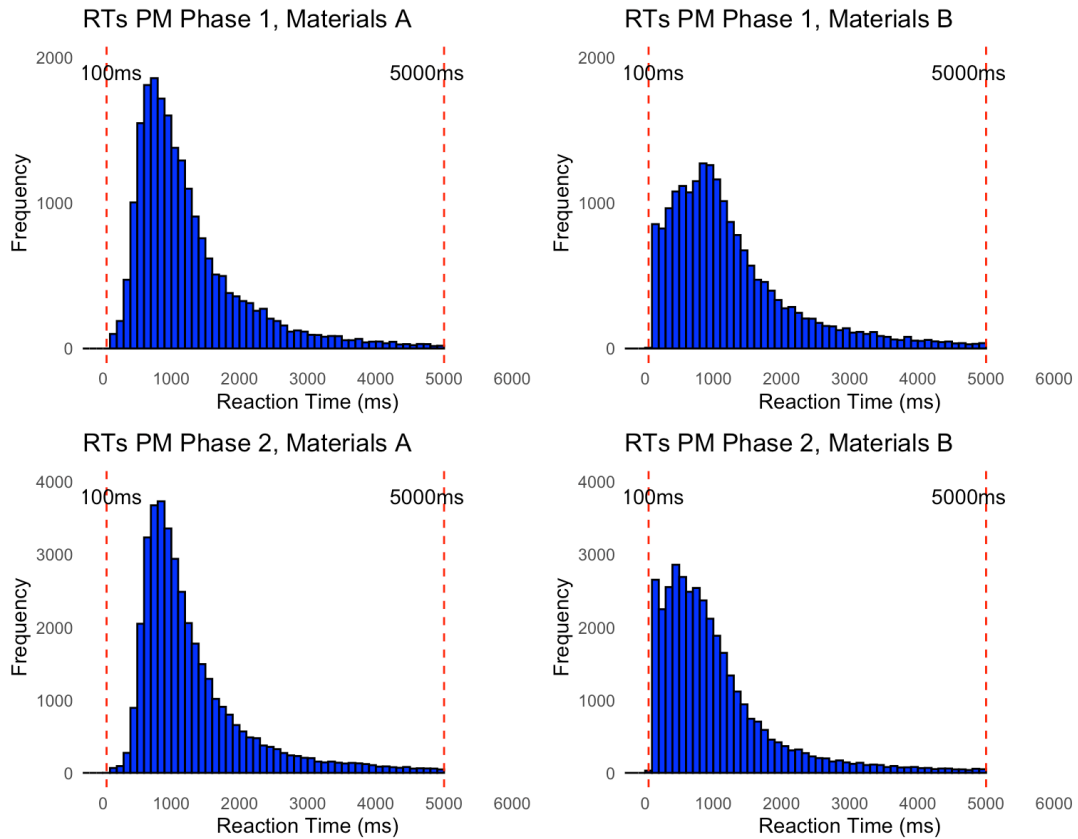 RTs PM Phase 1, Materials A
2000
100ms
5000ms
1000
0
Frequency
0 1000 2000 3000 4000 5000 6000
Reaction Time (ms)
RTs PM Phase 1, Materials B
2000
100ms
5000ms
1000
0
Frequency
0 1000 2000 3000 4000 5000 6000
Reaction Time (ms)
RTs PM Phase 2, Materials A
4000
100ms
5000ms
3000
2000
1000
0
Frequency
0 1000 2000 3000 4000 5000 6000
Reaction Time (ms)
RTs PM Phase 2, Materials B
4000
100ms
5000ms
3000
2000
1000
0
Frequency
0 1000 2000 3000 4000 5000 6000
Reaction Time (ms)